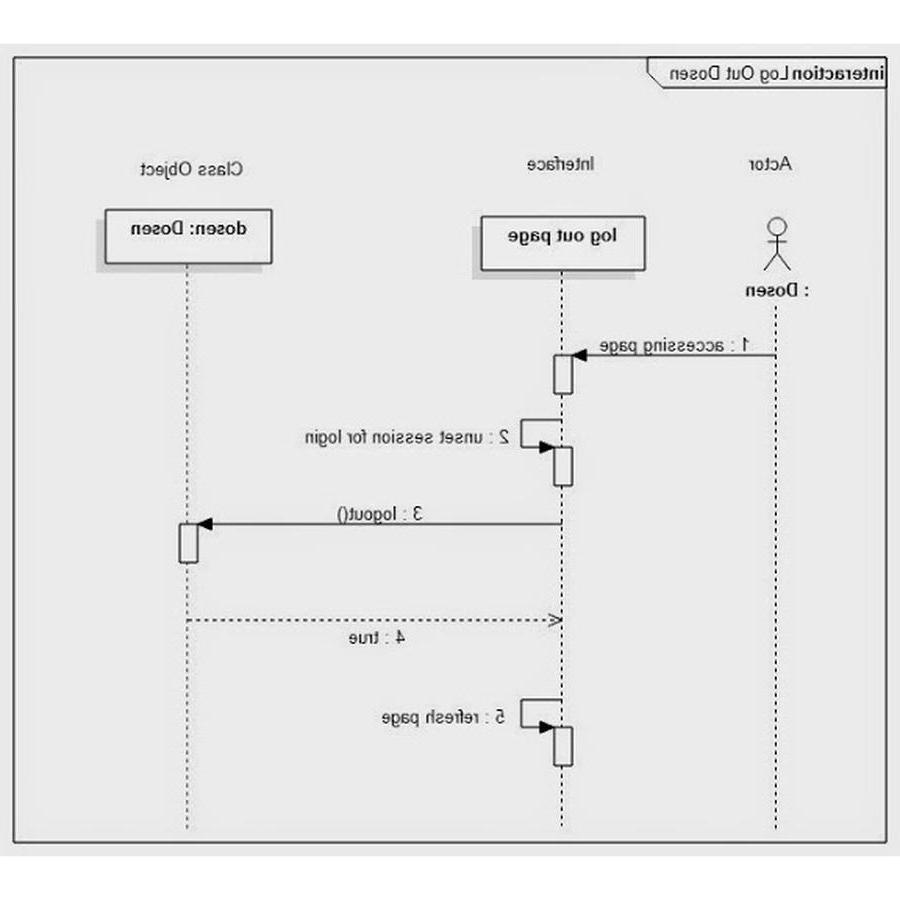 interaction Log Out Dosen
Actor
Interface
Class Object
log out page
dosen: Dosen
: Dosen
1 : accessing page
2 : unset session for login
3 : logout()
4 : true
5 : refresh page